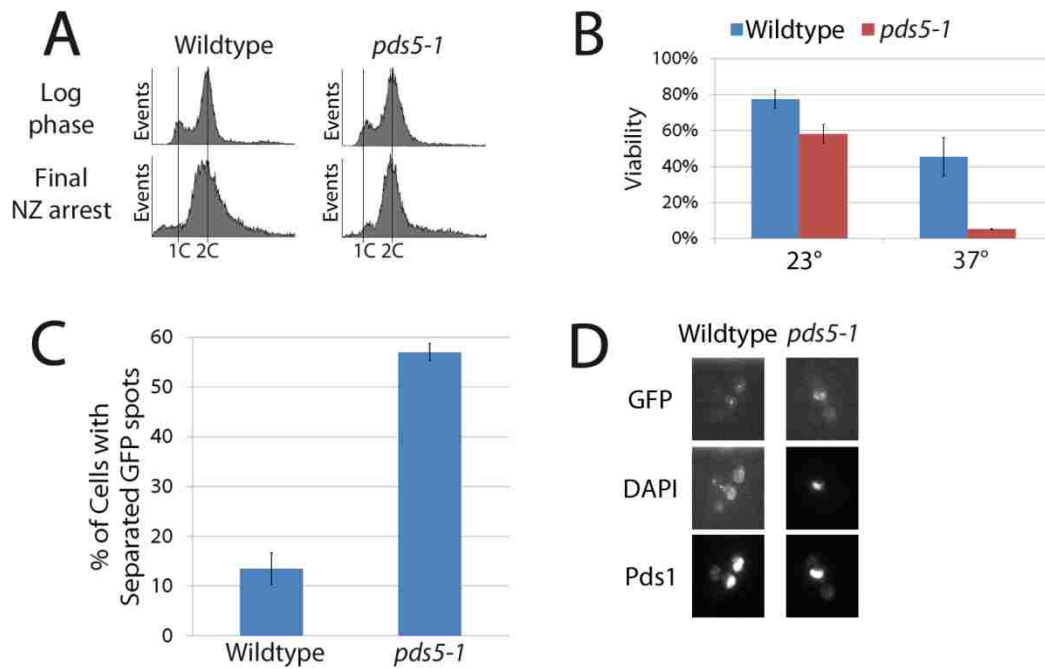 A
Wildtype
pds5-1
Log phase
Events
Events
Final NZ arrest
Events
Events
1C 2C
1C 2C
B
Wildtype
pds5-1
Viability
100%
80%
60%
40%
20%
0%
23°
37°
C
% of Cells with
Separated GFP spots
60
50
40
30
20
10
0
Wildtype
pds5-1
D
Wildtype
pds5-1
GFP
DAPI
Pds1